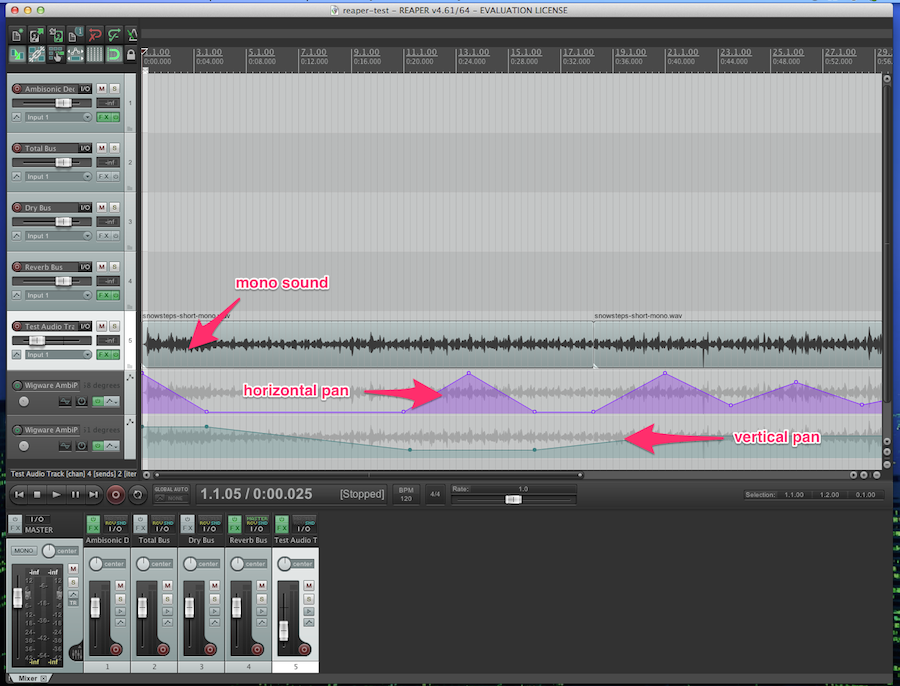 reaper-test – REAPER v4.61/64 – EVALUATION LICENSE
1.1.00 3.1.00 5.1.00 7.1.00 9.1.00 11.1.00 13.1.00 15.1.00 17.1.00 19.1.00 21.1.00 23.1.00 25.1.00 27.1.00 29.
0:00.000 0:04.000 0:08.000 0:12.000 0:16.000 0:20.000 0:24.000 0:28.000 0:32.000 0:36.000 0:40.000 0:44.000 0:48.000 0:52.000 0:56.
Ambisonic Dec I/O M S
-inf 1
Input 1 FX
Total Bus I/O M S
-inf 2
Input 1 FX
Dry Bus I/O M S
-inf 3
Input 1 FX
Reverb Bus I/O M S
-inf 4
Input 1 FX
mono sound
snowsteps-short-mono.wav snowsteps-short-mono.wav
Test Audio Tra I/O M S
-inf 5
Input 1 FX
Wigware AmbiP -18 degrees
horizontal pan
Wigware AmbiP
vertical pan
Test Audio Track [chan] 4 [sends] 2 [iter
GLOBAL AUTO
NONE
1.1.05 / 0:00.025 [Stopped]
BPM
120
4/4
Rate: 1.0
Selection: 1.1.00 1.2.00 0.1.00
FX I/O
MASTER
FX I/O FX I/O FX I/O FX MASTER I/O FX I/O
Ambisonic D Total Bus Dry Bus Reverb Bus Test Audio T
MONO center center center center center center
-inf -inf M
S
TR
M M M M M
S S S S S
-inf -inf
1 2 3 4 5
Mixer